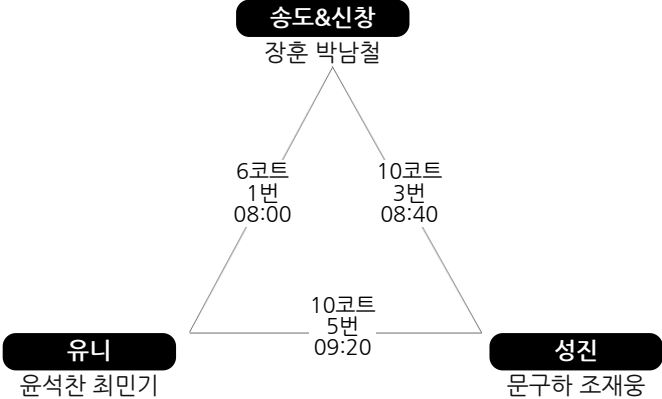 송도&신창
장훈 박남철
6코트
1번
08:00
10코트
3번
08:40
10코트
5번
09:20
유니
윤석찬 최민기
성진
문구하 조재웅